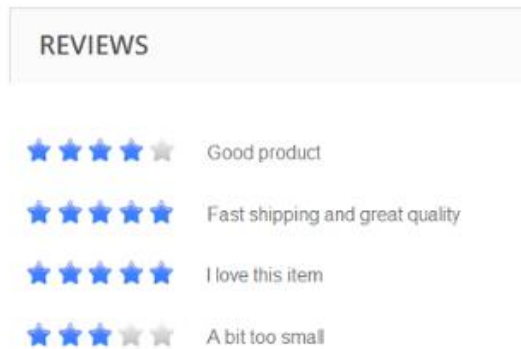 REVIEWS
Good product
Fast shipping and great quality
I love this item
A bit too small